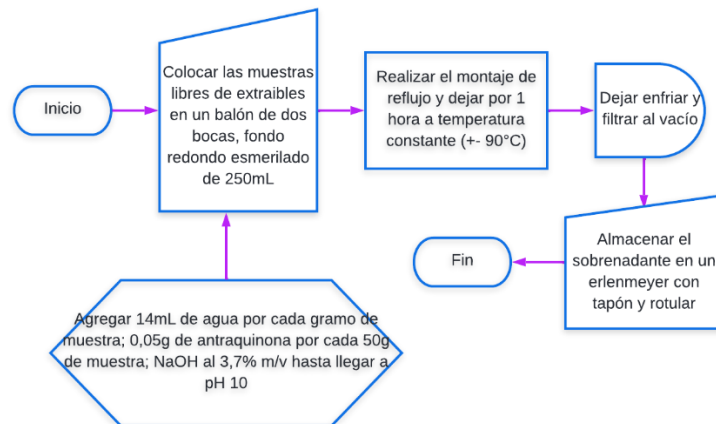 Inicio
Colocar las muestras
libres de extraibles
en un balón de dos
bocas, fondo
redondo esmerilado
de 250mL
Realizar el montaje de
reflujo y dejar por 1
hora a temperatura
constante (+- 90°C)
Dejar enfriar y
filtrar al vacío
Almacenar el
sobrenadante en un
erlenmeyer con
tapón y rotular
Fin
Agregar 14mL de agua por cada gramo de
muestra; 0,05g de antraquinona por cada 50g
de muestra; NaOH al 3,7% m/v hasta llegar a
pH 10